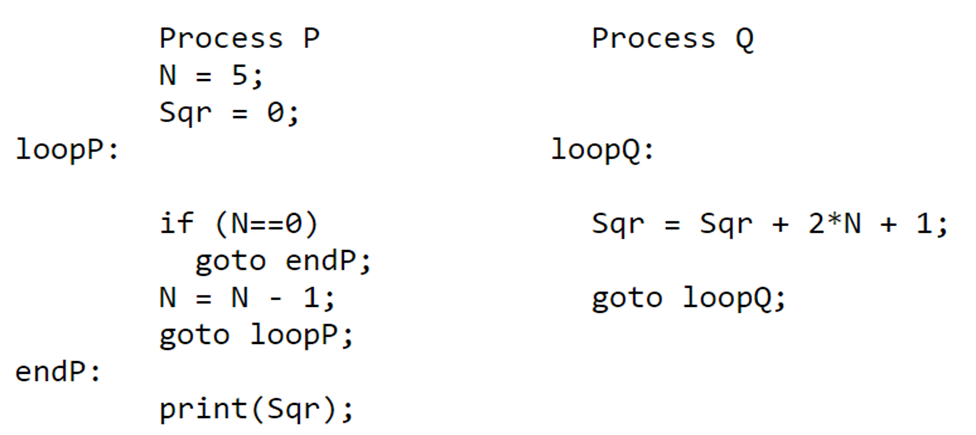 Process P
N = 5;
Sqr = 0;
loopP:
if (N==0)
goto endP;
N = N - 1;
goto loopP;
endP:
print(Sqr);
Process Q
loopQ:
Sqr = Sqr + 2*N + 1;
goto loopQ;